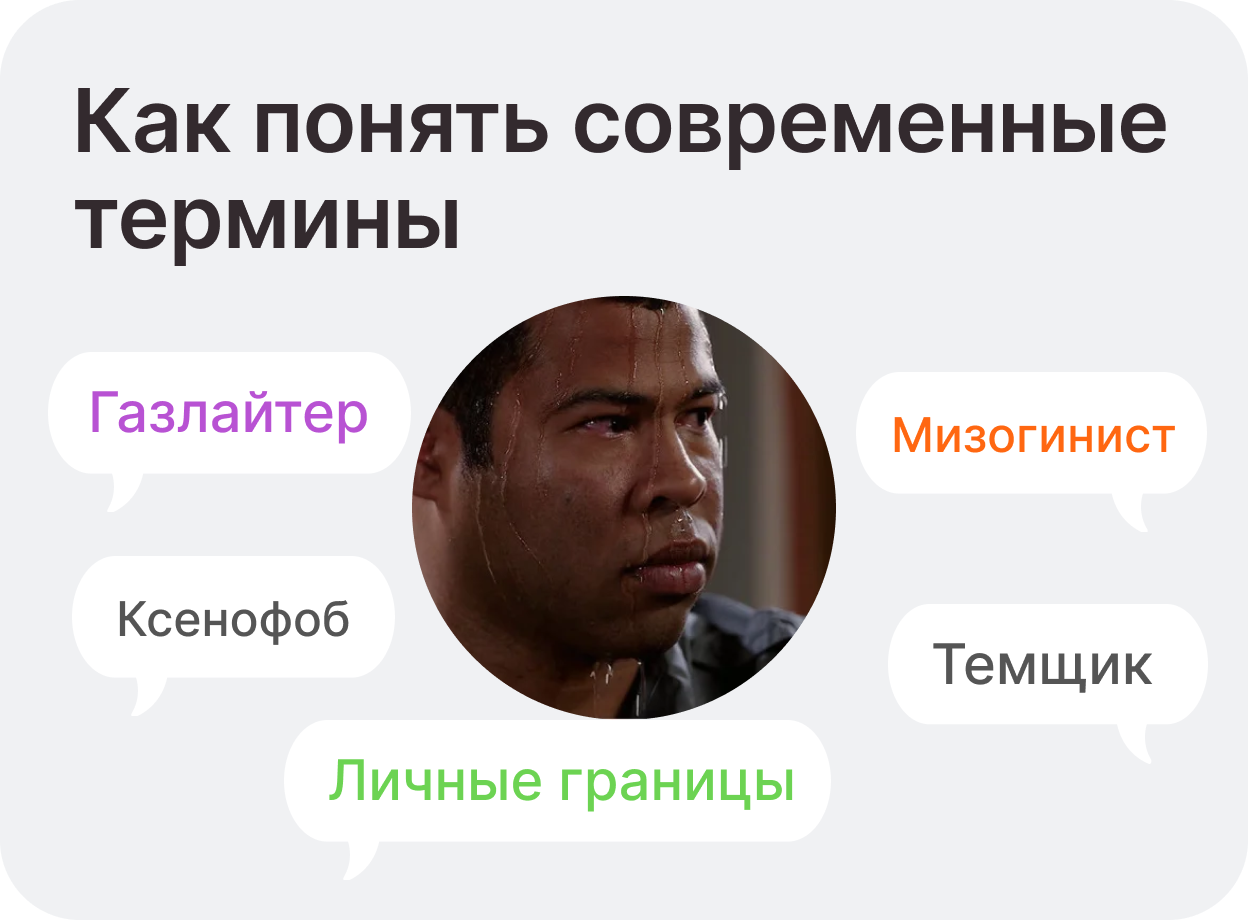 Как понять современные
термины
Газлайтер
Мизогинист
Ксенофоб
Темщик
Личные границы